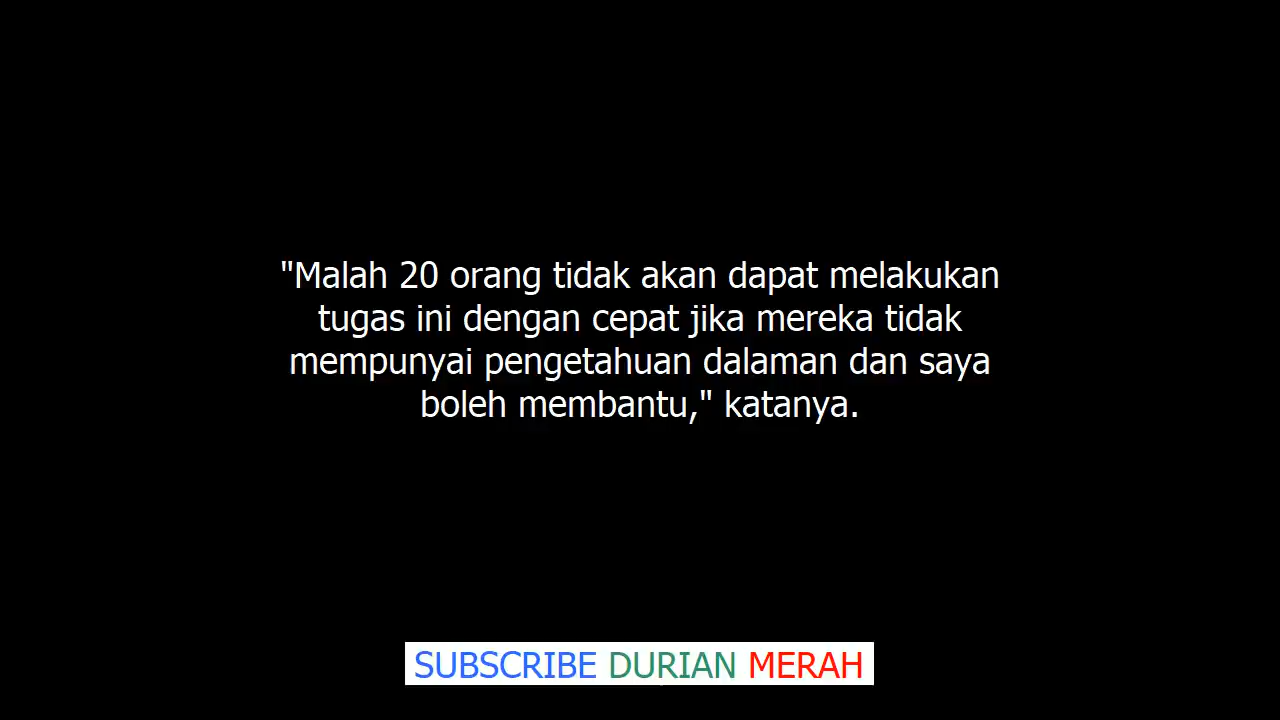 "Malah 20 orang tidak akan dapat melakukan
tugas ini dengan cepat jika mereka tidak
mempunyai pengetahuan dalaman dan saya
boleh membantu," katanya.
SUBSCRIBE DURIAN MERAH